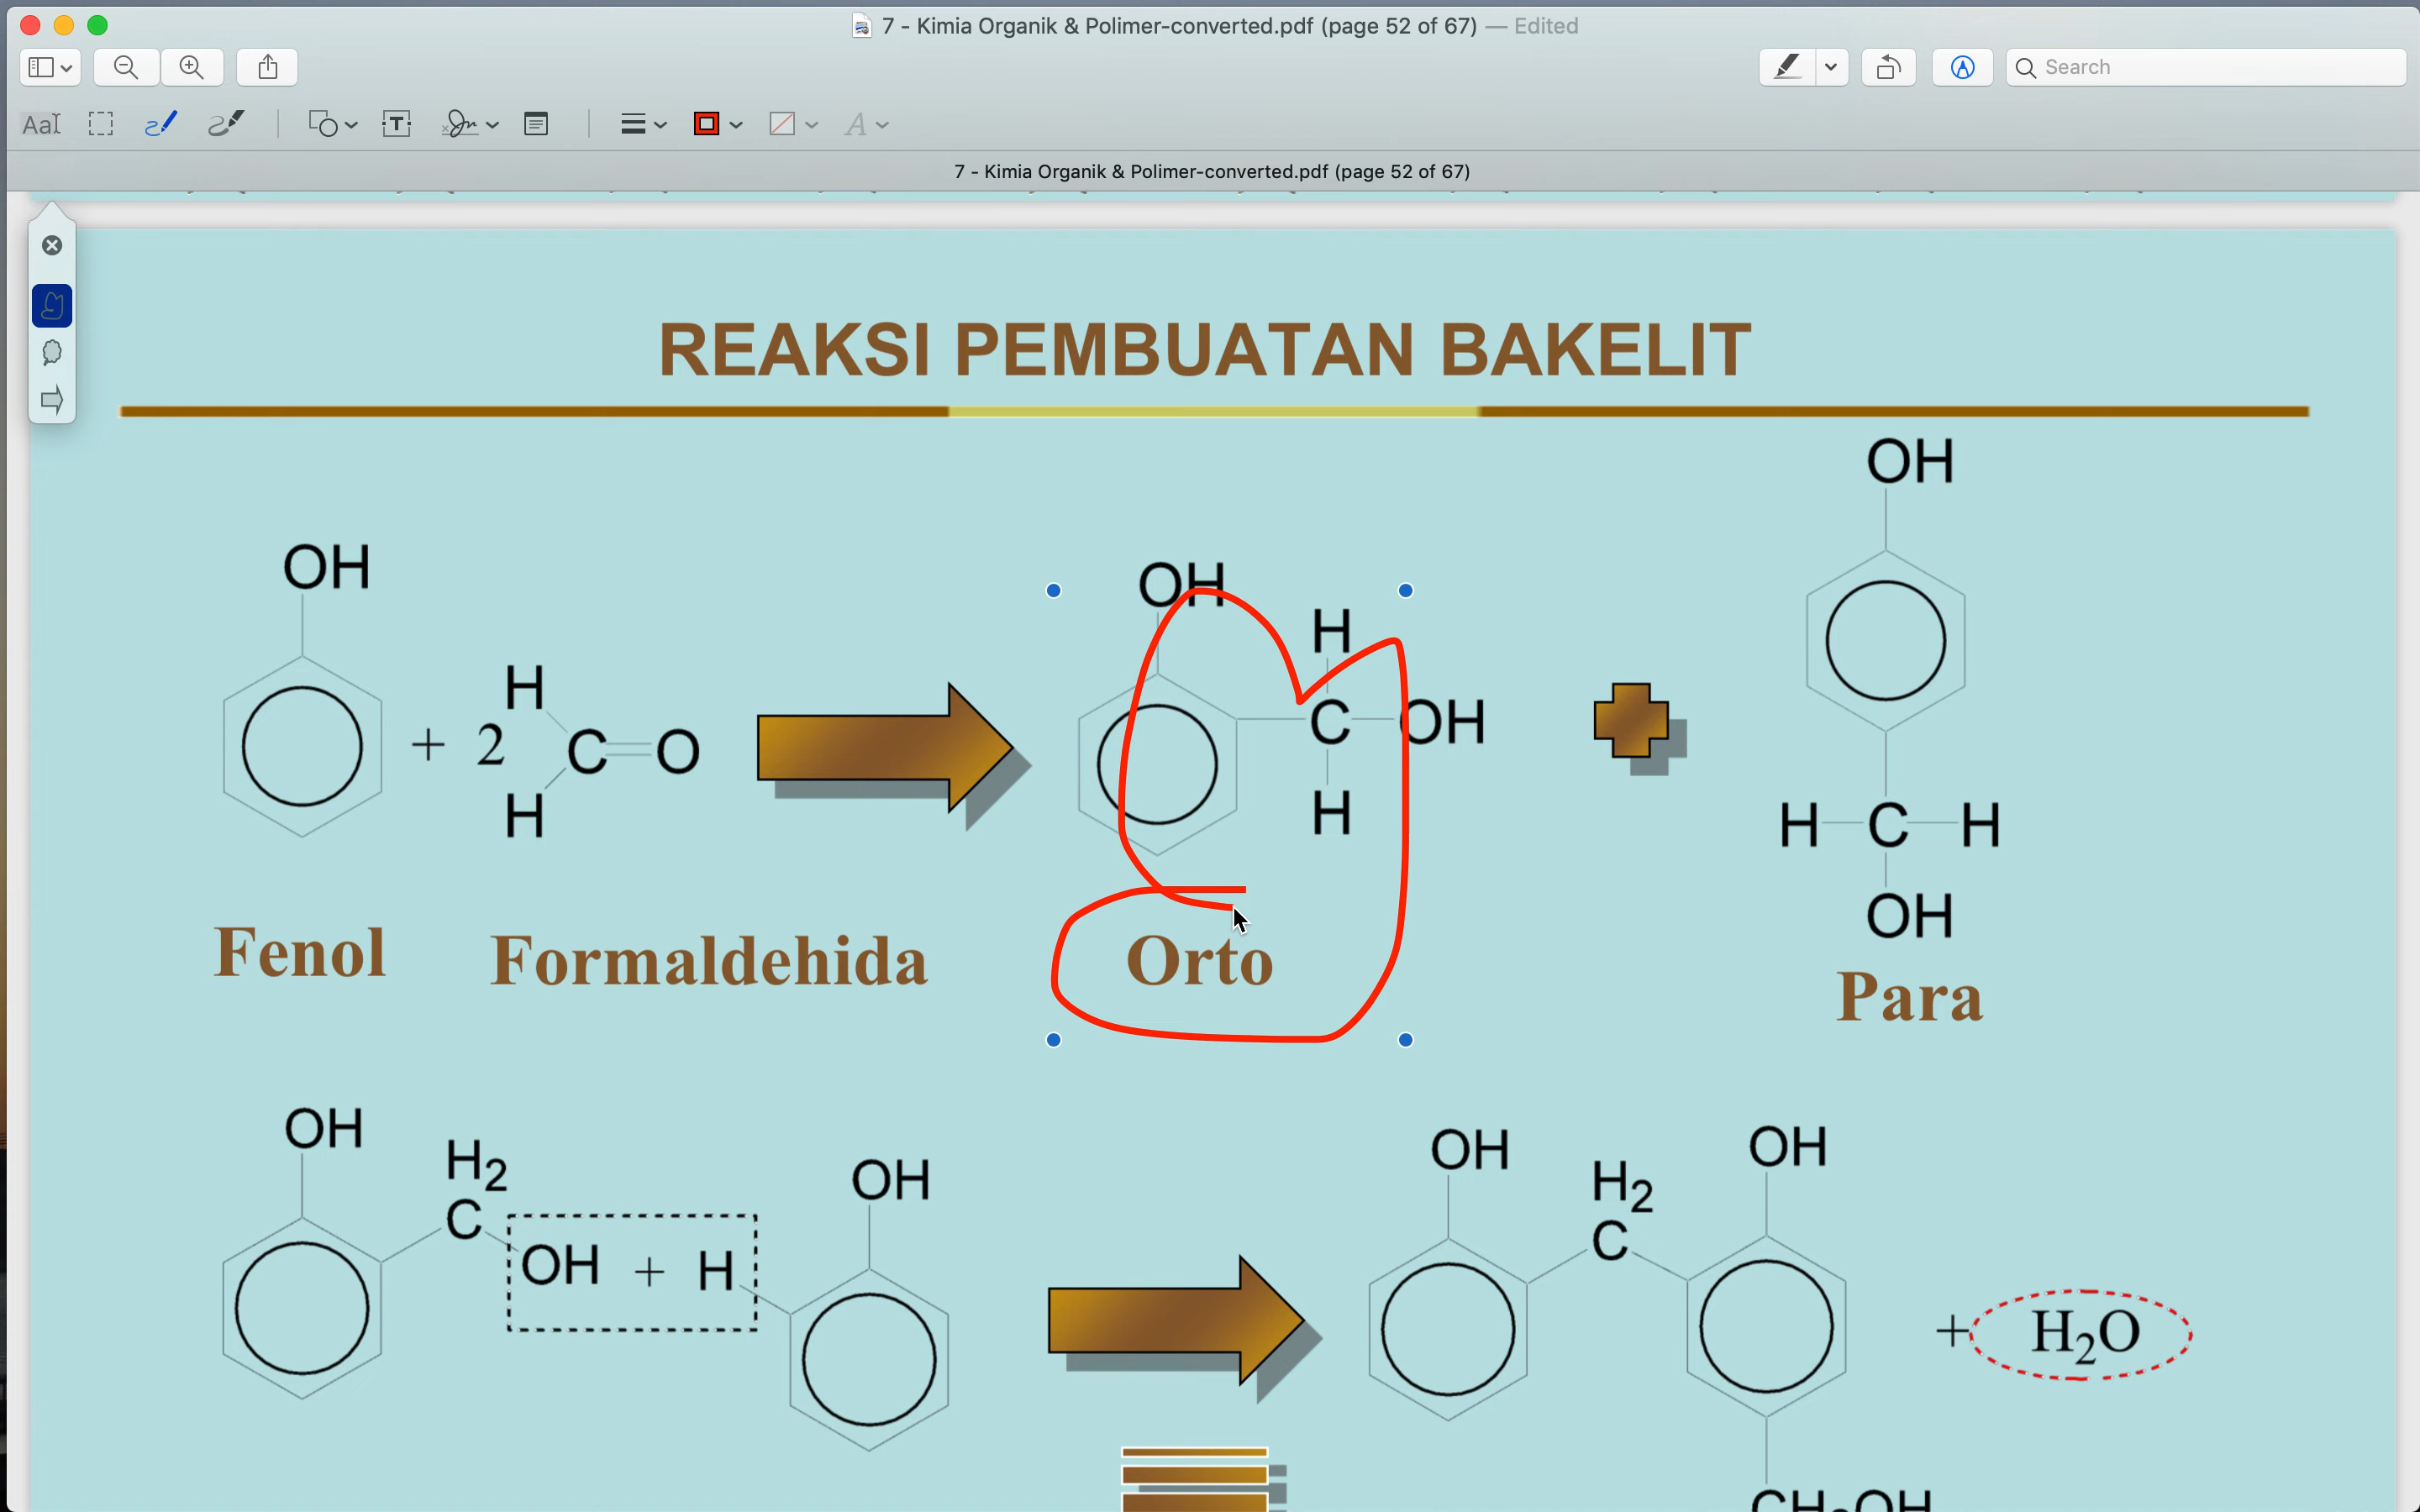 7 - Kimia Organik & Polimer-converted.pdf (page 52 of 67) — Edited
Search
AaI T A
7 - Kimia Organik & Polimer-converted.pdf (page 52 of 67)
REAKSI PEMBUATAN BAKELIT
OH
OH
OH
H
H
+ 2
C=O
C
OH
H
H
H
C
H
OH
Fenol
Formaldehida
Orto
Para
OH
H2
C
OH + H
OH
OH
H2
C
OH
+ H₂O
CH₂OH